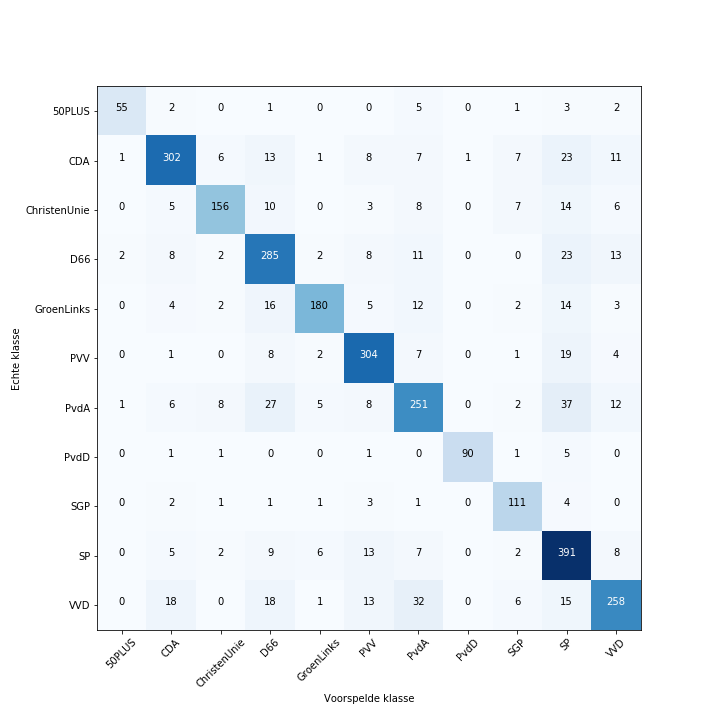 50PLUS 55 2 0 1 0 0 5 0 1 3 2
CDA 1 302 6 13 1 8 7 1 7 23 11
ChristenUnie 0 5 156 10 0 3 8 0 7 14 6
D66 2 8 2 285 2 8 11 0 0 23 13
GroenLinks 0 4 2 16 180 5 12 0 2 14 3
PVV 0 1 0 8 2 304 7 0 1 19 4
PvdA 1 6 8 27 5 8 251 0 2 37 12
PvdD 0 1 1 0 0 1 0 90 1 5 0
SGP 0 2 1 1 1 3 1 0 111 4 0
SP 0 5 2 9 6 13 7 0 2 391 8
VVD 0 18 0 18 1 13 32 0 6 15 258
Echte klasse
50PLUS CDA ChristenUnie D66 GroenLinks PVV PvdA PvdD SGP SP VVD
Voorspelde klasse